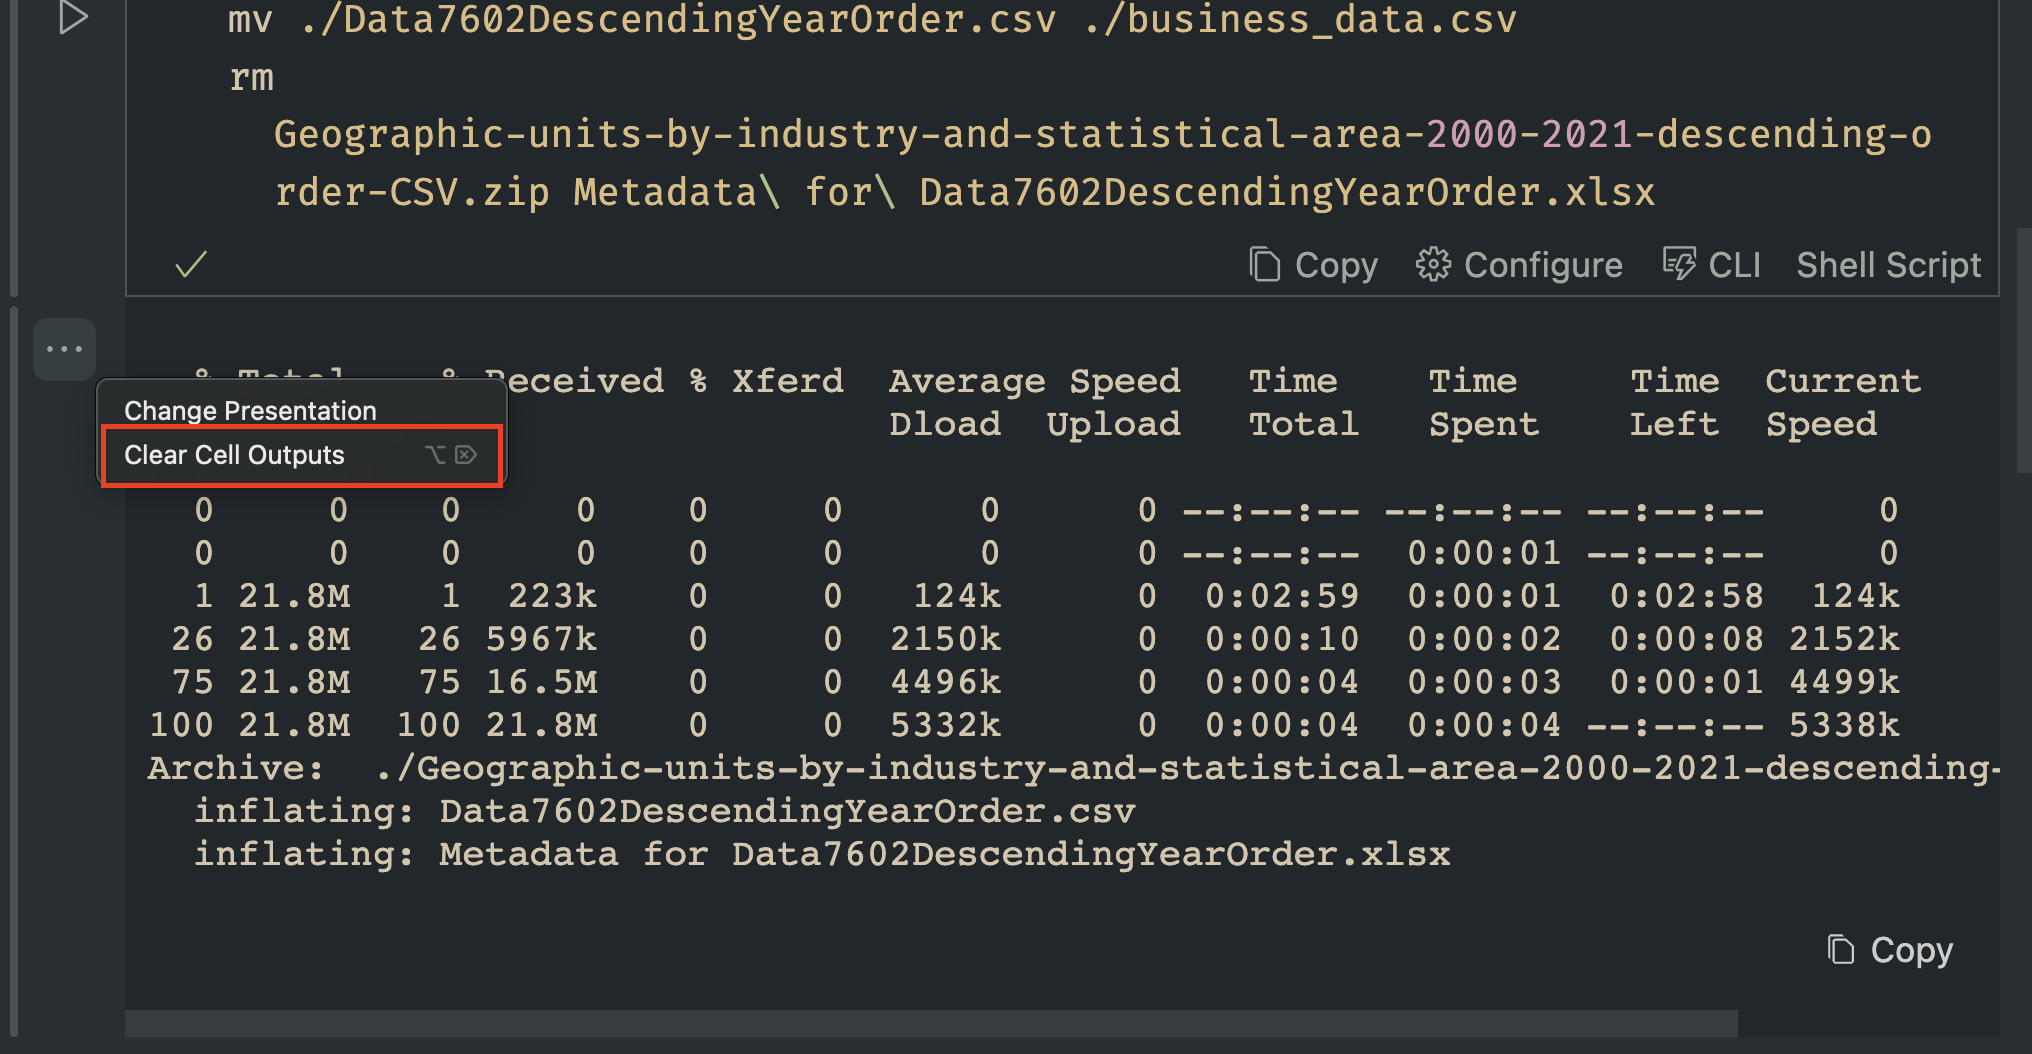 mv ./Data7602DescendingYearOrder.csv ./business_data.csv
rm
Geographic-units-by-industry-and-statistical-area-2000-2021-descending-o
rder-CSV.zip Metadata\ for\ Data7602DescendingYearOrder.xlsx
Copy Configure CLI Shell Script
% Total % Received % Xferd Average Speed Time Time Time Current
Dload Upload Total Spent Left Speed
Change Presentation
Clear Cell Outputs ⌥⌦
0 0 0 0 0 0 0 0 --:--:-- --:--:-- --:--:-- 0
0 0 0 0 0 0 0 0 --:--:-- 0:00:01 --:--:-- 0
1 21.8M 1 223k 0 0 124k 0 0:02:59 0:00:01 0:02:58 124k
26 21.8M 26 5967k 0 0 2150k 0 0:00:10 0:00:02 0:00:08 2152k
75 21.8M 75 16.5M 0 0 4496k 0 0:00:04 0:00:03 0:00:01 4499k
100 21.8M 100 21.8M 0 0 5332k 0 0:00:04 0:00:04 --:--:-- 5338k
Archive: ./Geographic-units-by-industry-and-statistical-area-2000-2021-descending-
inflating: Data7602DescendingYearOrder.csv
inflating: Metadata for Data7602DescendingYearOrder.xlsx
Copy